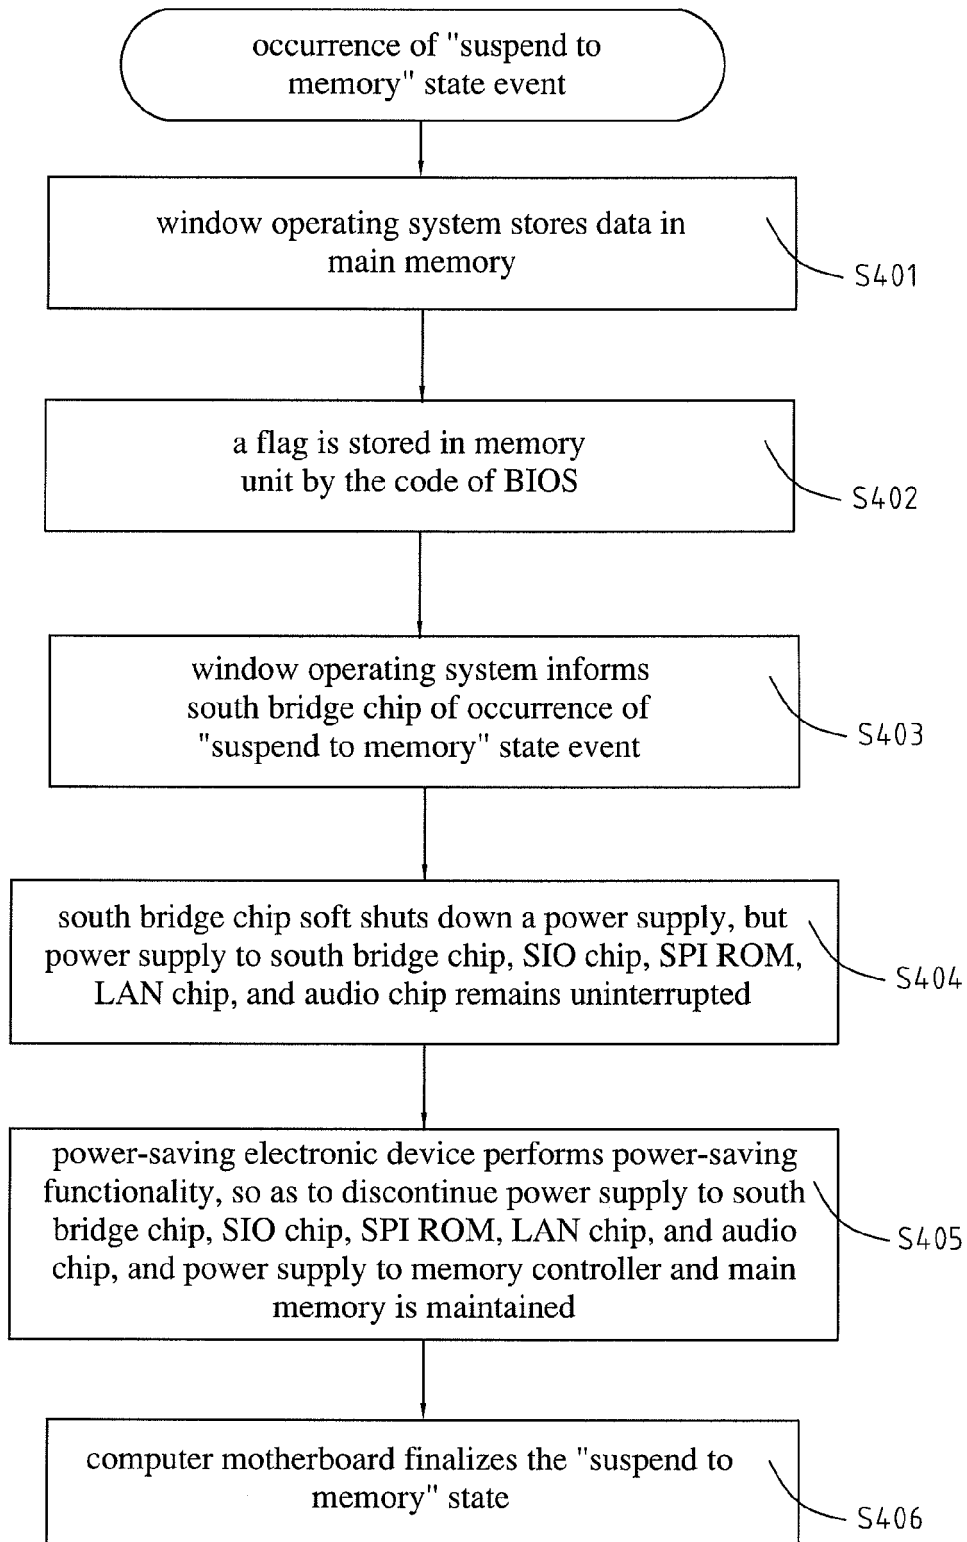 occurrence of "suspend to
memory" state event
window operating system stores data in
main memory
S401
a flag is stored in memory
unit by the code of BIOS
S402
window operating system informs
south bridge chip of occurrence of
"suspend to memory" state event
S403
south bridge chip soft shuts down a power supply, but
power supply to south bridge chip, SIO chip, SPI ROM,
LAN chip, and audio chip remains uninterrupted
S404
power-saving electronic device performs power-saving
functionality, so as to discontinue power supply to south
bridge chip, SIO chip, SPI ROM, LAN chip, and audio
chip, and power supply to memory controller and main
memory is maintained
S405
computer motherboard finalizes the "suspend to
memory" state
S406